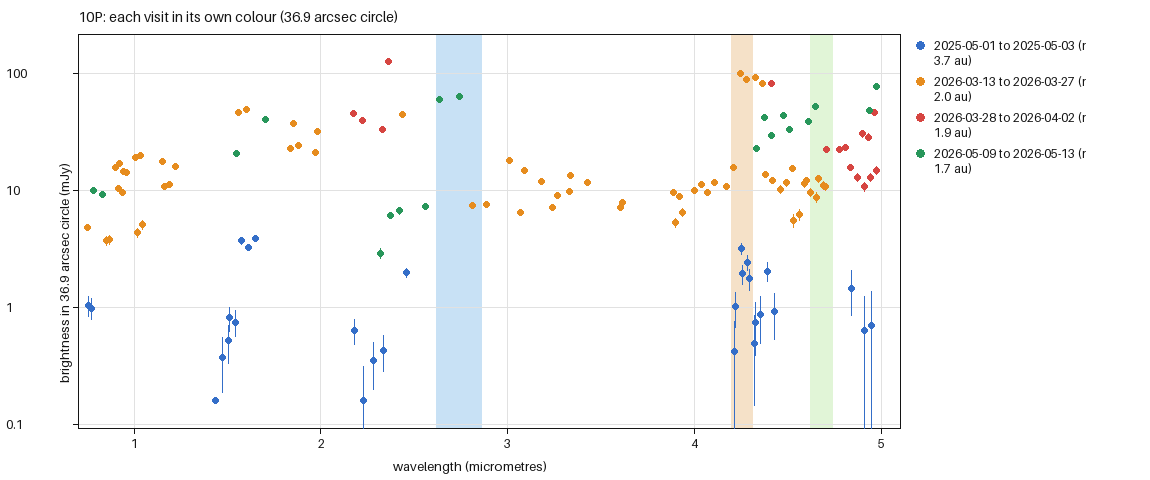 10P: each visit in its own colour (36.9 arcsec circle)
brightness in 36.9 arcsec circle (mJy)
100
10
1
0.1
1
2
3
4
5
wavelength (micrometres)
2025-05-01 to 2025-05-03 (r
3.7 au)
2026-03-13 to 2026-03-27 (r
2.0 au)
2026-03-28 to 2026-04-02 (r
1.9 au)
2026-05-09 to 2026-05-13 (r
1.7 au)